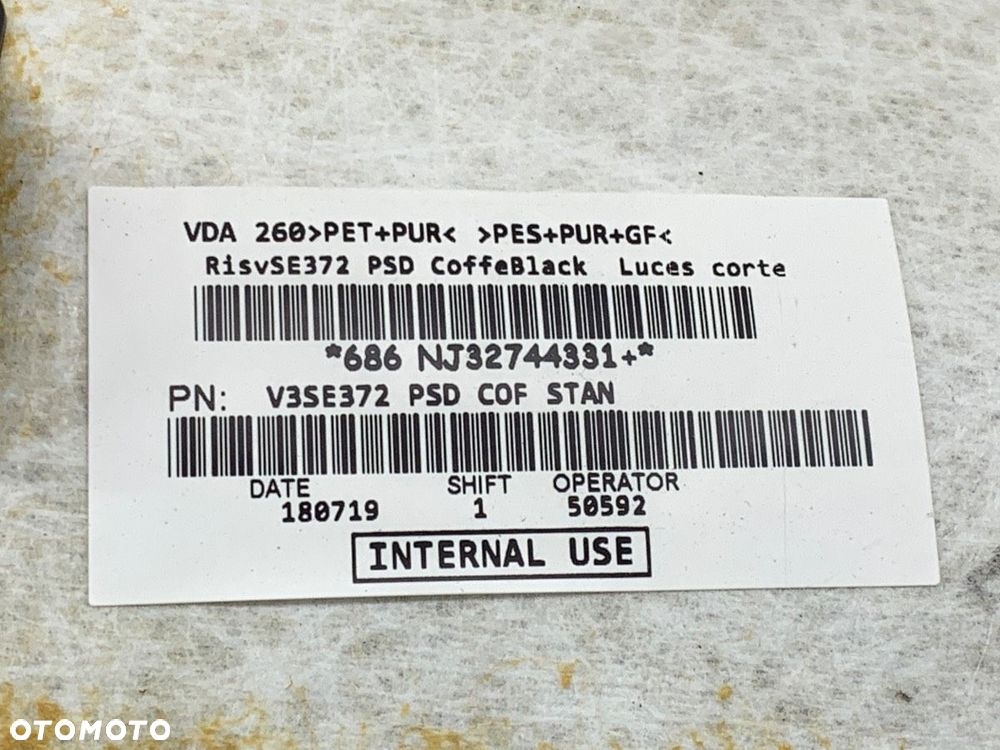 VDA 260>PET+PUR< >PES+PUR+GF<
RisvSE372 PSD CoffeBlack Luces corte
*686 NJ32744331+*
PN: V3SE372 PSD COF STAN
DATE SHIFT OPERATOR
180719 1 50592
INTERNAL USE
OTOMOTO